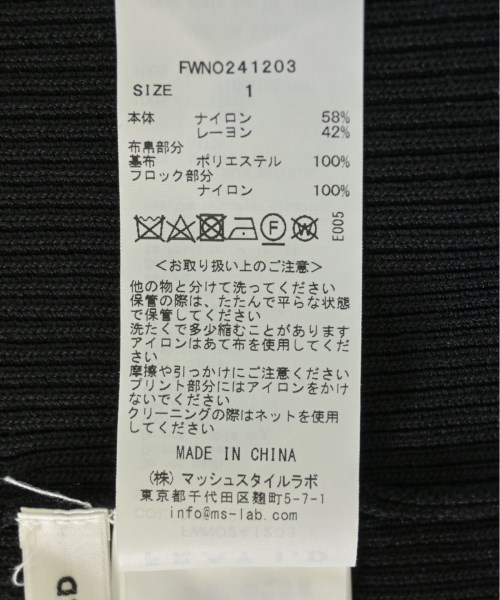 FWNO241203
SIZE 1
本体 ナイロン 58%
レーヨン 42%
布帛部分
基布 ポリエステル 100%
フロック部分
ナイロン 100%
F W E005
<お取り扱い上のご注意>
他の物と分けて洗ってください
保管の際は、たたんで平らな状態
で保管してください
洗たくで多少縮むことがあります
アイロンはあて布を使用してくだ
さい
摩擦や引っかけにご注意ください
プリント部分にはアイロンをかけ
ないでください
クリーニングの際はネットを使用
してください
MADE IN CHINA
(株) マッシュスタイルラボ
東京都千代田区麹町5-7-1
info@ms-lab.com